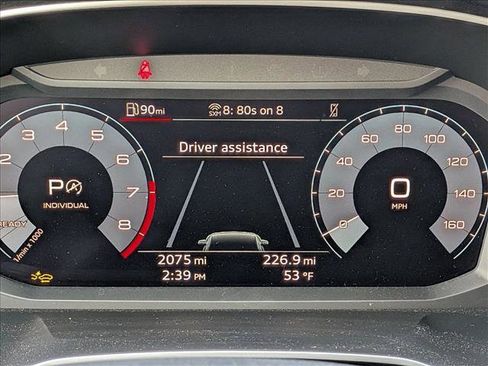 90mi
SXM 8: 80s on 8
Driver assistance
2 3 4 5 6 7 8
READY
1/min x 1000
P
INDIVIDUAL
0 20 40 60 80 100 120 140 160
0
MPH
2075 mi
226.9 mi
2:39 PM
53 °F